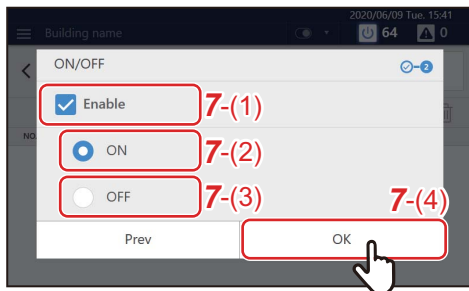 2020/06/09 Tue. 15:41
Building name
64
0
ON/OFF
2
Enable
7-(1)
NO.
ON
7-(2)
OFF
7-(3)
7-(4)
Prev
OK